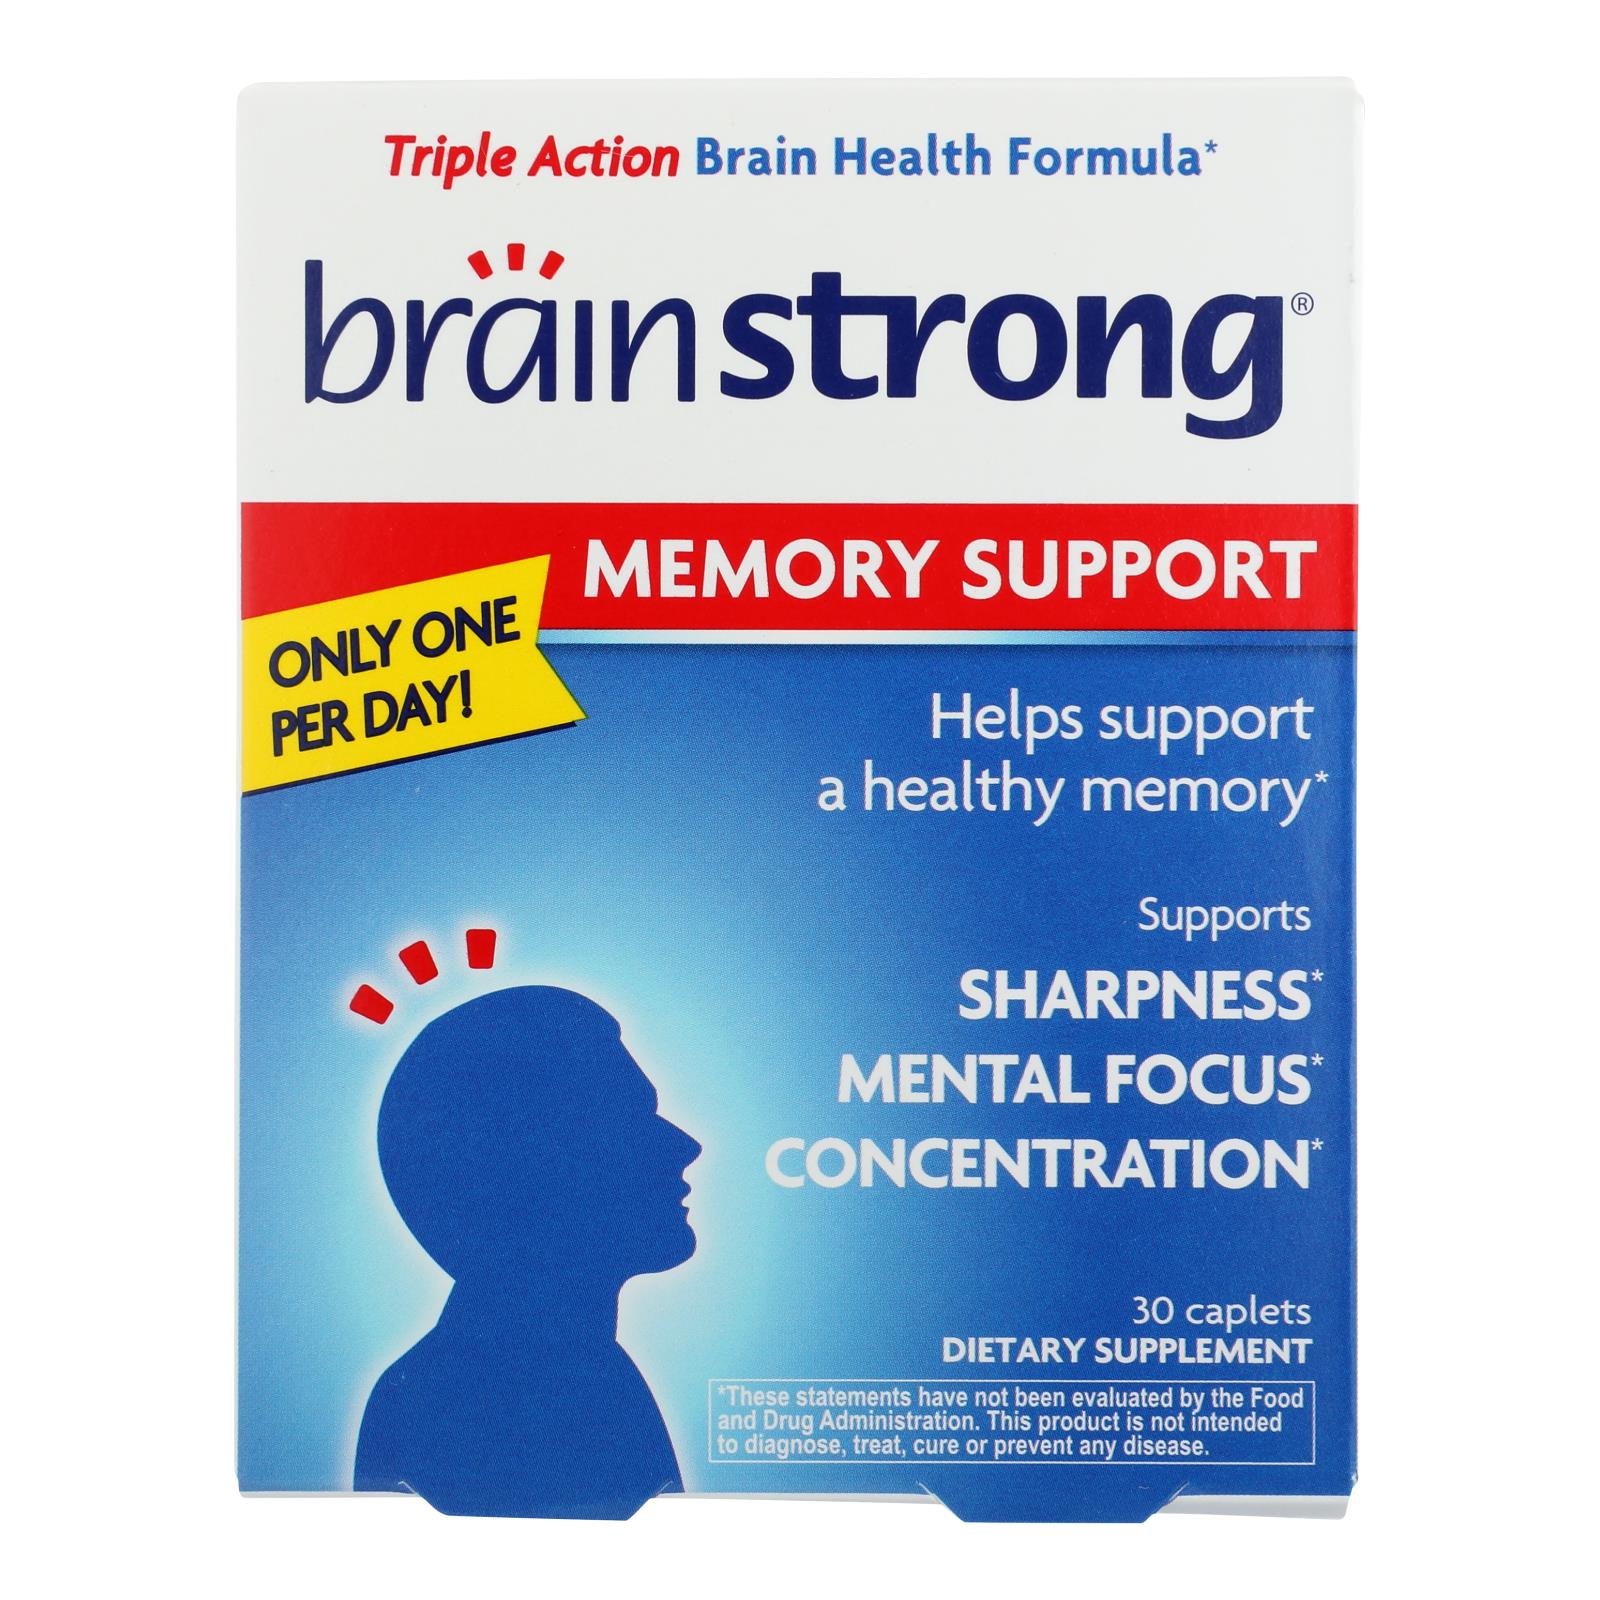 Triple Action Brain Health Formula*
brainstrong®
MEMORY SUPPORT
ONLY ONE
PER DAY!
Helps support
a healthy memory*
Supports
SHARPNESS*
MENTAL FOCUS*
CONCENTRATION*
30 caplets
DIETARY SUPPLEMENT
*These statements have not been evaluated by the Food
and Drug Administration. This product is not intended
to diagnose, treat, cure or prevent any disease.